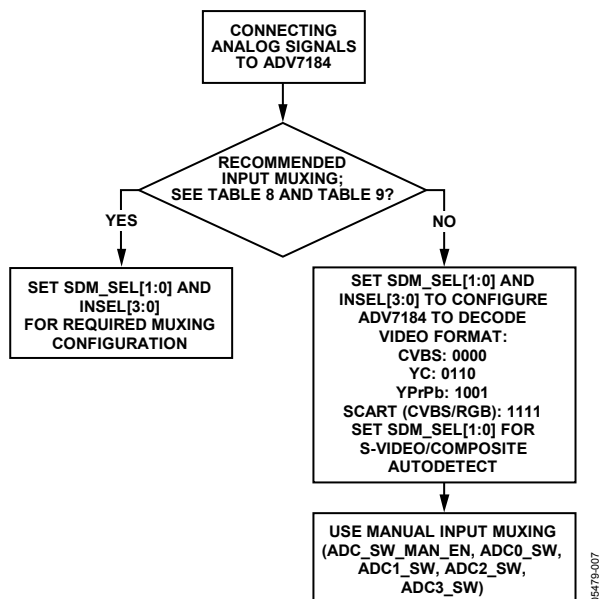 CONNECTING
ANALOG SIGNALS
TO ADV7184
RECOMMENDED
INPUT MUXING;
SEE TABLE 8 AND TABLE 9?
YES
NO
SET SDM_SEL[1:0] AND
INSEL[3:0]
FOR REQUIRED MUXING
CONFIGURATION
SET SDM_SEL[1:0] AND
INSEL[3:0] TO CONFIGURE
ADV7184 TO DECODE
VIDEO FORMAT:
CVBS: 0000
YC: 0110
YPrPb: 1001
SCART (CVBS/RGB): 1111
SET SDM_SEL[1:0] FOR
S-VIDEO/COMPOSITE
AUTODETECT
USE MANUAL INPUT MUXING
(ADC_SW_MAN_EN, ADC0_SW,
ADC1_SW, ADC2_SW,
ADC3_SW)
05479-007